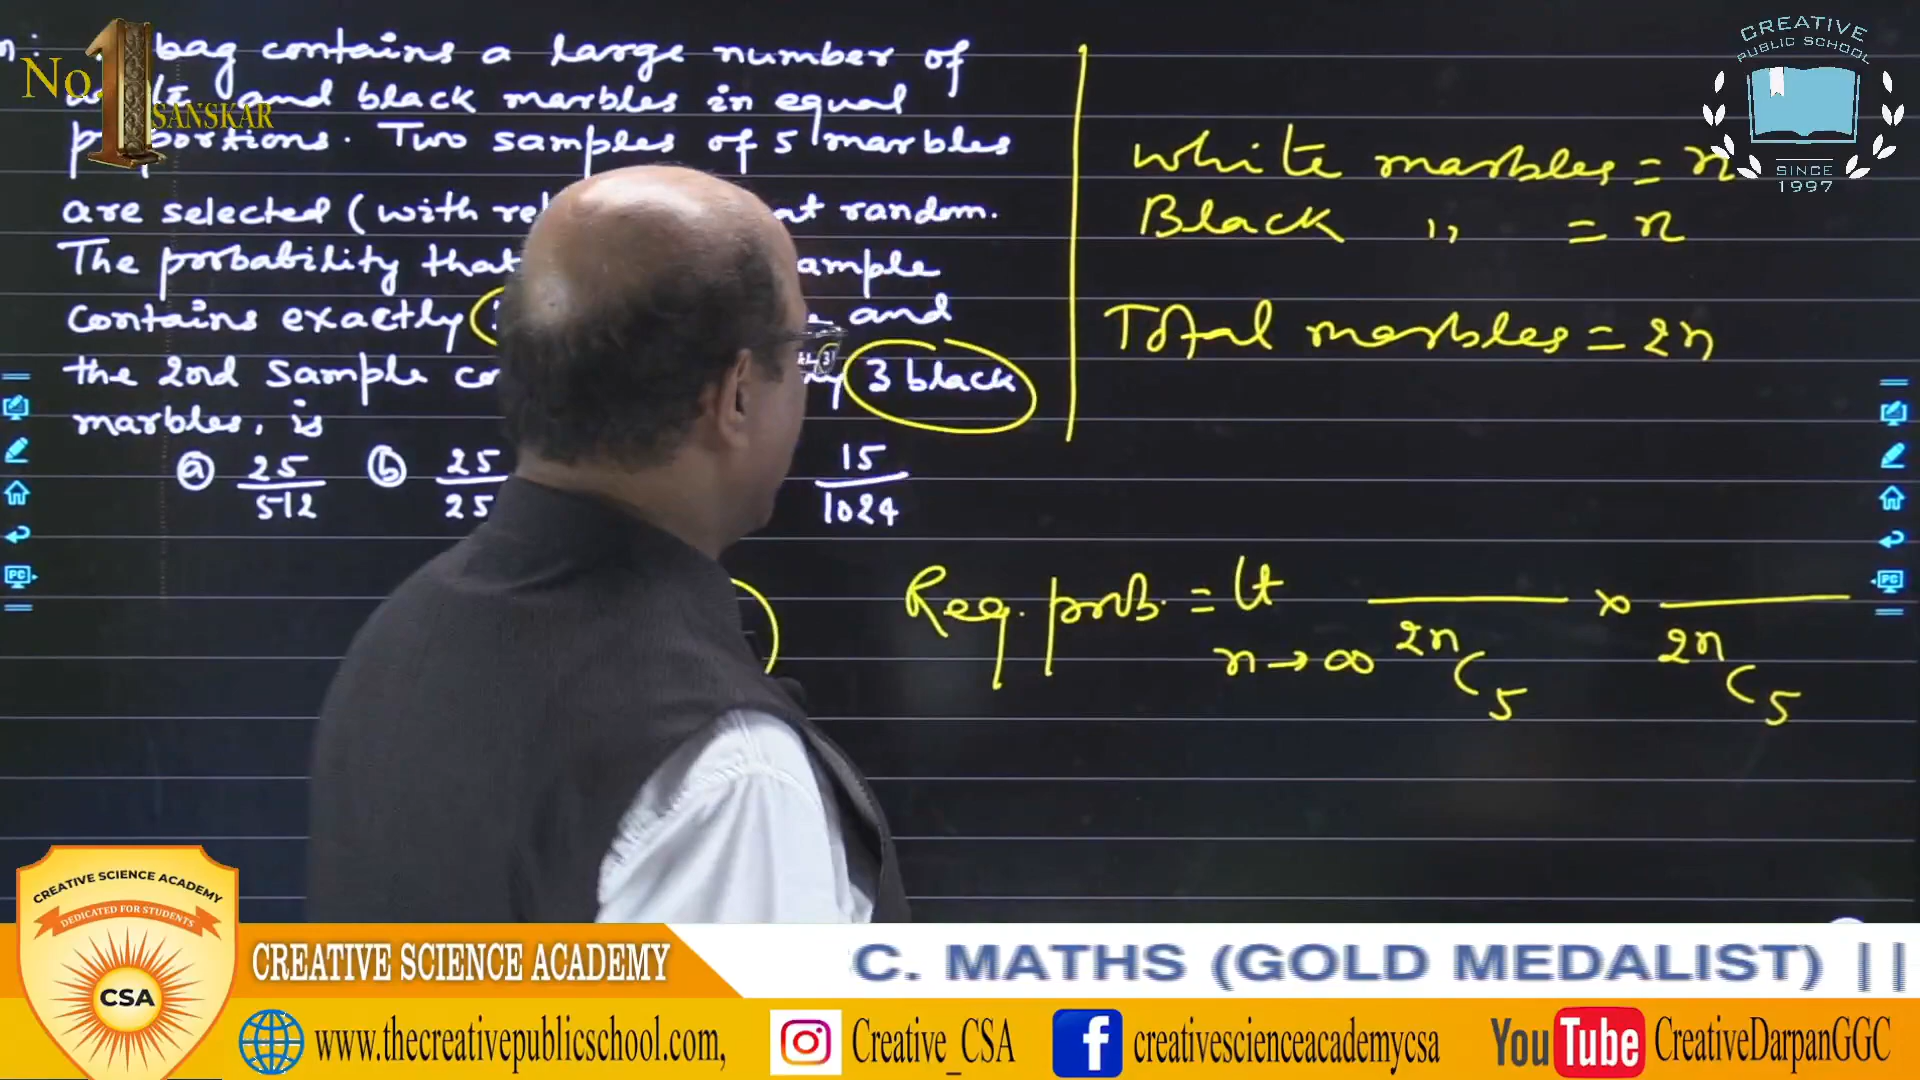 bag contains a large number of
and black marbles in equal
Two samples of 5 marbles
are selected (with at random.
The probability that
contains exactly and
the 2nd sample 3 black
marbles, is
a 25/512 b 25 15/1024
White marbles = n
Black ,, = n
Total marbles = 2n
Req. prob. = lt n→∞ 2nC5 × 2nC5
No 1
SANSKAR
CREATIVE
PUBLIC SCHOOL
SINCE
1997
PC
PC
CREATIVE SCIENCE ACADEMY
DEDICATED FOR STUDENTS
CSA
CREATIVE SCIENCE ACADEMY
C. MATHS (GOLD MEDALIST) ||
www.thecreativepublicschool.com,
Creative_CSA
creativescienceacademycsa
YouTube
CreativeDarpanGGC